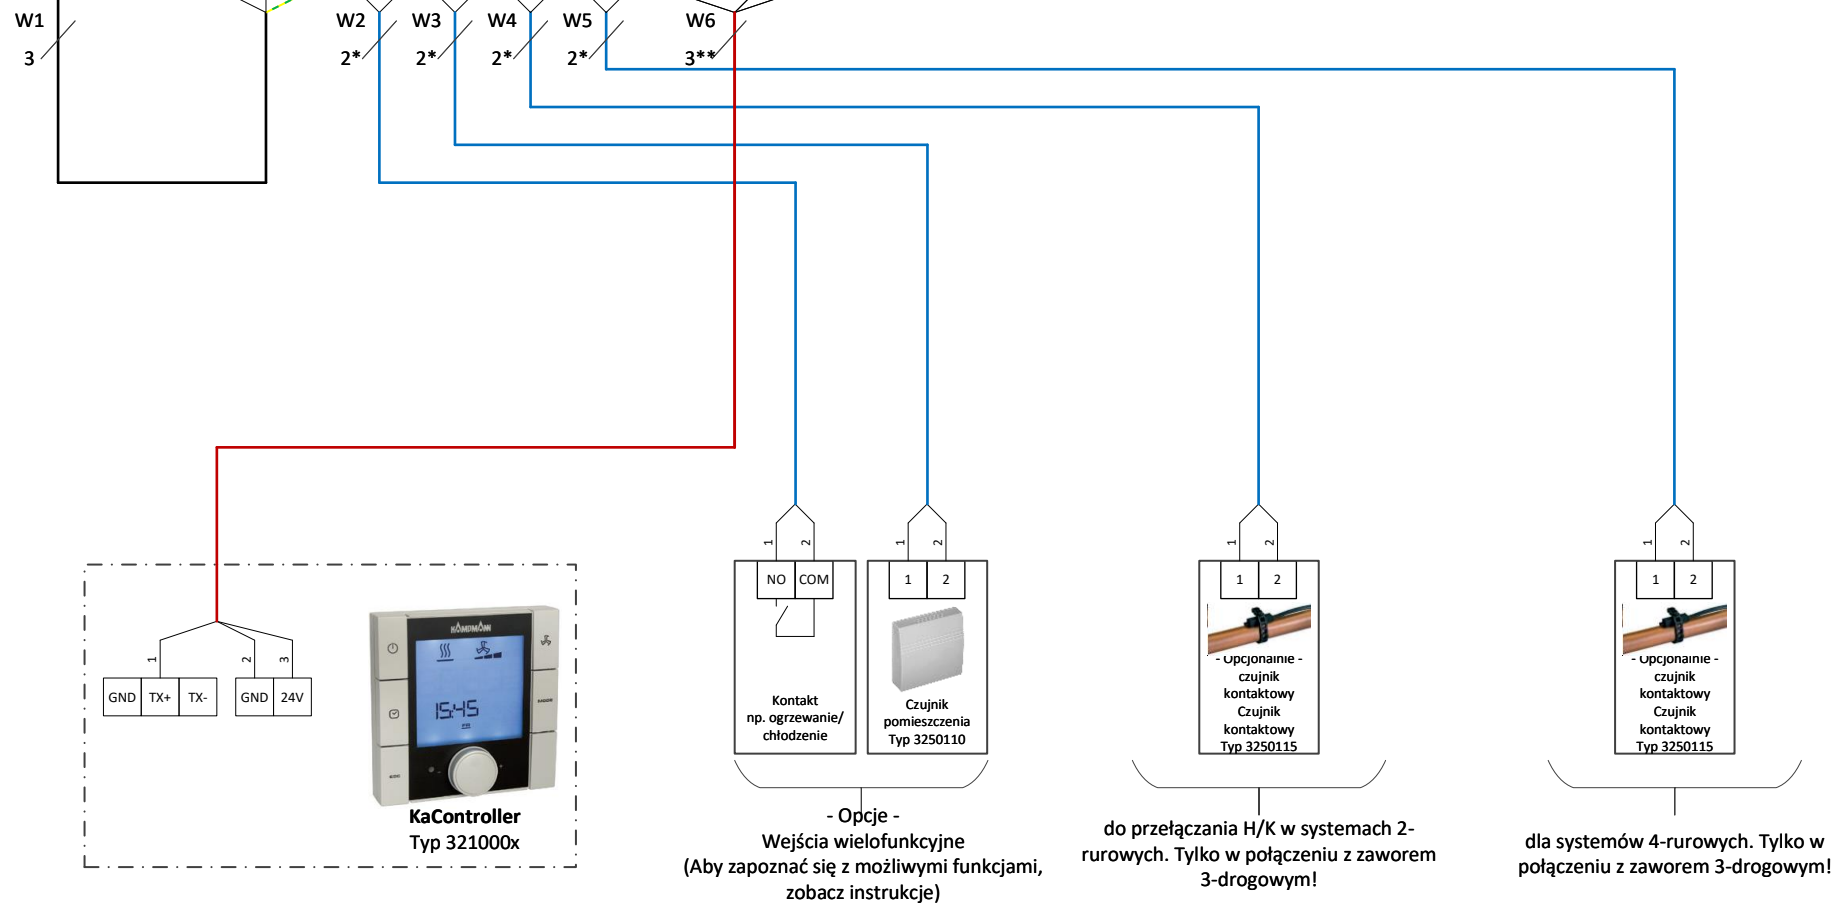 W1
3
W2
2*
W3
2*
W4
2*
W5
2*
W6
3**
1
2
3
GND
TX+
TX-
GND
24V
KAMPMANN
15:45
KaController
Typ 321000x
1
2
NO
COM
Kontakt
np. ogrzewanie/
chłodzenie
1
2
1
2
Czujnik
pomieszczenia
Typ 3250110
- Opcje -
Wejścia wielofunkcyjne
(Aby zapoznać się z możliwymi funkcjami,
zobacz instrukcje)
1
2
1
2
- Opcjonalnie -
czujnik
kontaktowy
Czujnik
kontaktowy
Typ 3250115
do przełączania H/K w systemach 2-
rurowych. Tylko w połączeniu z zaworem
3-drogowym!
1
2
1
2
- Opcjonalnie -
czujnik
kontaktowy
Czujnik
kontaktowy
Typ 3250115
dla systemów 4-rurowych. Tylko w
połączeniu z zaworem 3-drogowym!